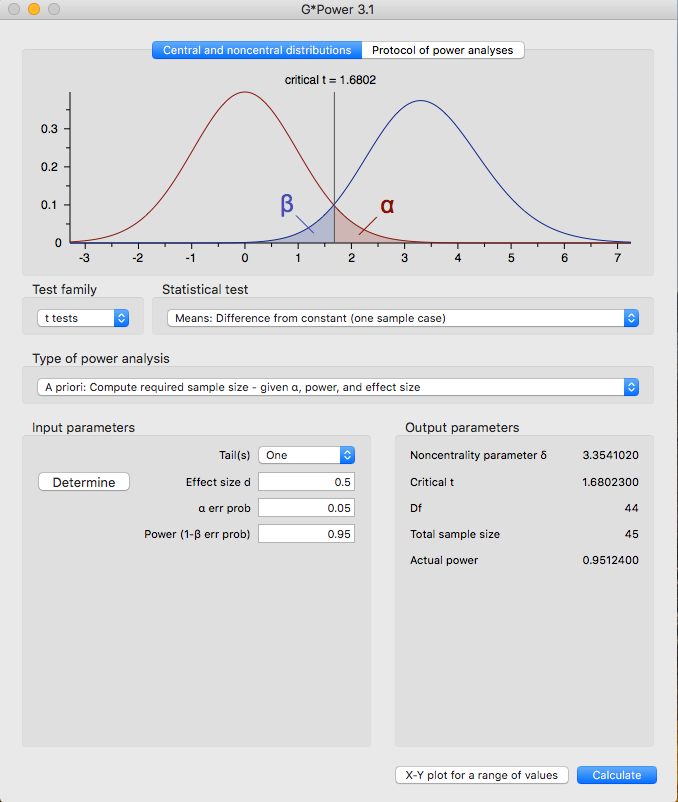 G*Power 3.1
Central and noncentral distributions Protocol of power analyses
critical t = 1.6802
0.3
0.2
0.1
0
β α
-3 -2 -1 0 1 2 3 4 5 6 7
Test family Statistical test
t tests Means: Difference from constant (one sample case)
Type of power analysis
A priori: Compute required sample size - given α, power, and effect size
Input parameters
Tail(s) One
Determine Effect size d 0.5
α err prob 0.05
Power (1-β err prob) 0.95
Output parameters
Noncentrality parameter δ 3.3541020
Critical t 1.6802300
Df 44
Total sample size 45
Actual power 0.9512400
X-Y plot for a range of values Calculate